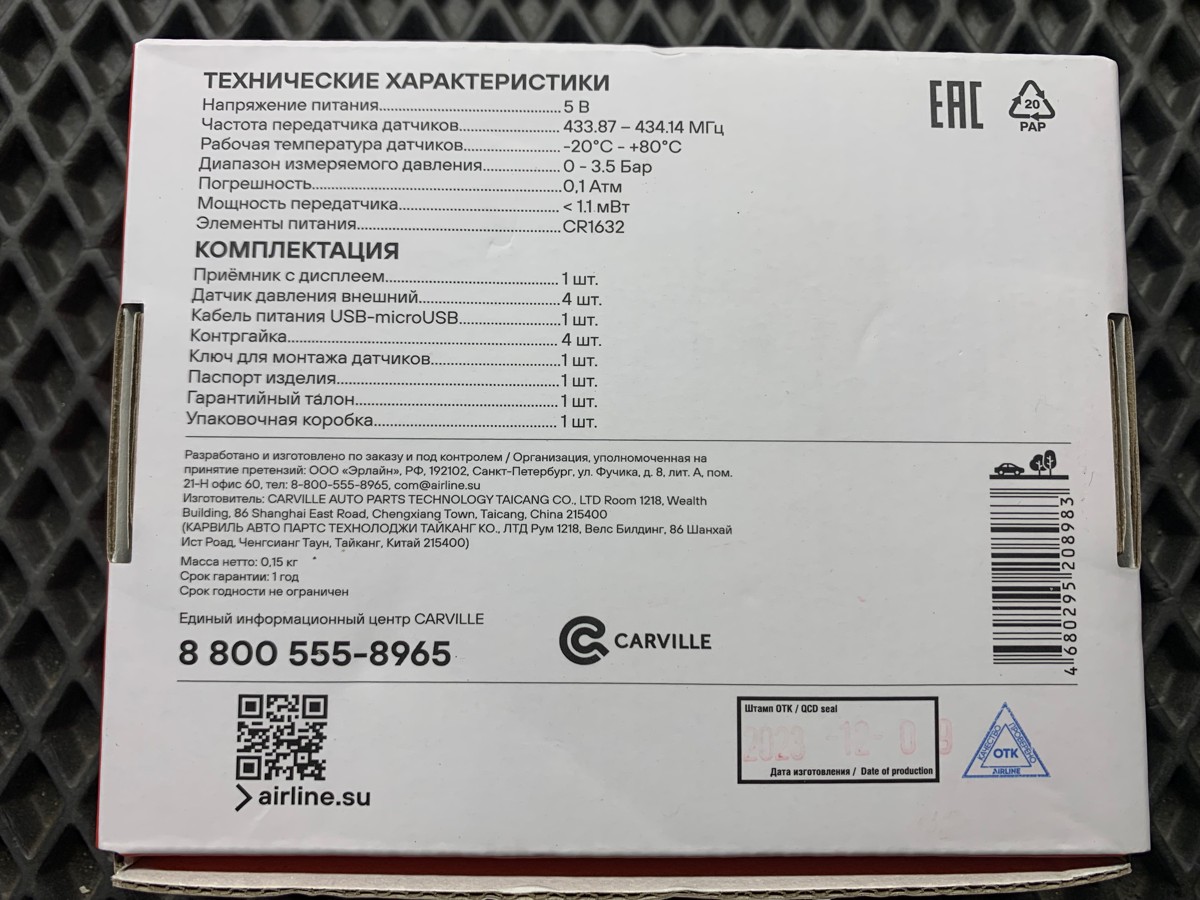 ТЕХНИЧЕСКИЕ ХАРАКТЕРИСТИКИ
Напряжение питания........................................5 В
Частота передатчика датчиков......................433.87 – 434.14 МГц
Рабочая температура датчиков.....................-20°C - +80°C
Диапазон измеряемого давления.................0 - 3.5 Бар
Погрешность.....................................................0,1 Атм
Мощность передатчика...................................< 1.1 мВт
Элементы питания...........................................CR1632
КОМПЛЕКТАЦИЯ
Приёмник с дисплеем.....................................1 шт.
Датчик давления внешний..............................4 шт.
Кабель питания USB-microUSB......................1 шт.
Контргайка.........................................................4 шт.
Ключ для монтажа датчиков...........................1 шт.
Паспорт изделия...............................................1 шт.
Гарантийный талон...........................................1 шт.
Упаковочная коробка.......................................1 шт.
EAC
20
PAP
Разработано и изготовлено по заказу и под контролем / Организация, уполномоченная на
принятие претензий: ООО «Эрлайн», РФ, 192102, Санкт-Петербург, ул. Фучика, д. 8, лит. А, пом.
21-Н офис 60, тел: 8-800-555-8965, com@airline.su
Изготовитель: CARVILLE AUTO PARTS TECHNOLOGY TAICANG CO., LTD Room 1218, Wealth
Building, 86 Shanghai East Road, Chengxiang Town, Taicang, China 215400
(КАРВИЛЬ АВТО ПАРТС ТЕХНОЛОДЖИ ТАЙКАНГ КО., ЛТД Рум 1218, Велс Билдинг, 86 Шанхай
Ист Роад, Ченгсианг Таун, Тайканг, Китай 215400)
Масса нетто: 0,15 кг
Срок гарантии: 1 год
Срок годности не ограничен
Единый информационный центр CARVILLE
8 800 555-8965
CARVILLE
4 680295 208983
airline.su
Штамп ОТК / QCD seal
12 0
Дата изготовления / Date of production
КАЧЕСТВО
ПРОВЕРЕНО
ОТК
AIRLINE